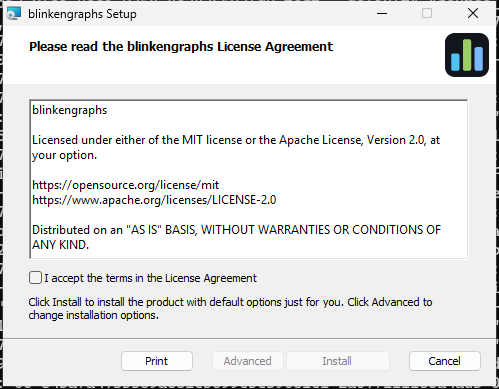 blinkengraphs Setup
Please read the blinkengraphs License Agreement
blinkengraphs
Licensed under either of the MIT license or the Apache License, Version 2.0, at
your option.
https://opensource.org/license/mit
https://www.apache.org/licenses/LICENSE-2.0
Distributed on an "AS IS" BASIS, WITHOUT WARRANTIES OR CONDITIONS OF
ANY KIND.
I accept the terms in the License Agreement
Click Install to install the product with default options just for you. Click Advanced to
change installation options.
Print
Advanced
Install
Cancel